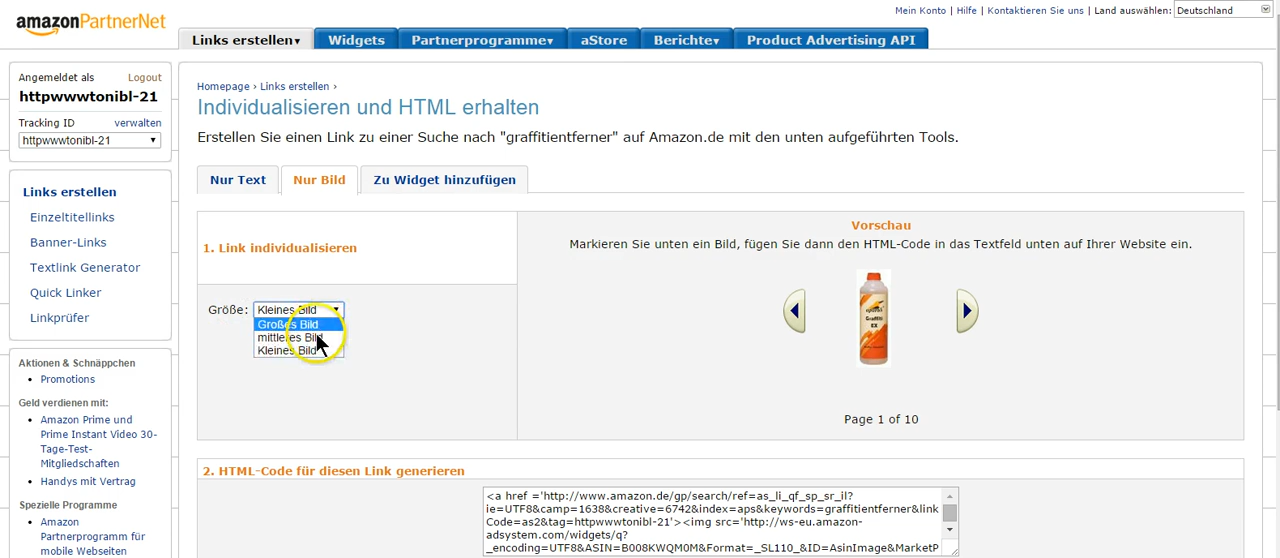 amazonPartnerNet
Mein Konto | Hilfe | Kontaktieren Sie uns | Land auswählen: Deutschland
Links erstellen▾ Widgets Partnerprogramme▾ aStore Berichte▾ Product Advertising API
Angemeldet als Logout
httpwwwtonibl-21
Tracking ID verwalten
httpwwwtonibl-21
Links erstellen
Einzeltitellinks
Banner-Links
Textlink Generator
Quick Linker
Linkprüfer
Aktionen & Schnäppchen
• Promotions
Geld verdienen mit:
• Amazon Prime und
Prime Instant Video 30-
Tage-Test-
Mitgliedschaften
• Handys mit Vertrag
Spezielle Programme
• Amazon
Partnerprogramm für
mobile Webseiten
Homepage › Links erstellen ›
Individualisieren und HTML erhalten
Erstellen Sie einen Link zu einer Suche nach "graffitientferner" auf Amazon.de mit den unten aufgeführten Tools.
Nur Text Nur Bild Zu Widget hinzufügen
1. Link individualisieren
Größe: Kleines Bild
Großes Bild
mittleres Bild
Kleines Bild
Vorschau
Markieren Sie unten ein Bild, fügen Sie dann den HTML-Code in das Textfeld unten auf Ihrer Website ein.
Graffiti
EX
Page 1 of 10
2. HTML-Code für diesen Link generieren
<a href ='http://www.amazon.de/gp/search/ref=as_li_qf_sp_sr_il?
ie=UTF8&camp=1638&creative=6742&index=aps&keywords=graffitientferner&link
Code=as2&tag=httpwwwtonibl-21'><img src='http://ws-eu.amazon-
adsystem.com/widgets/q?
_encoding=UTF8&ASIN=B008KWQM0M&Format=_SL110_&ID=AsinImage&MarketP